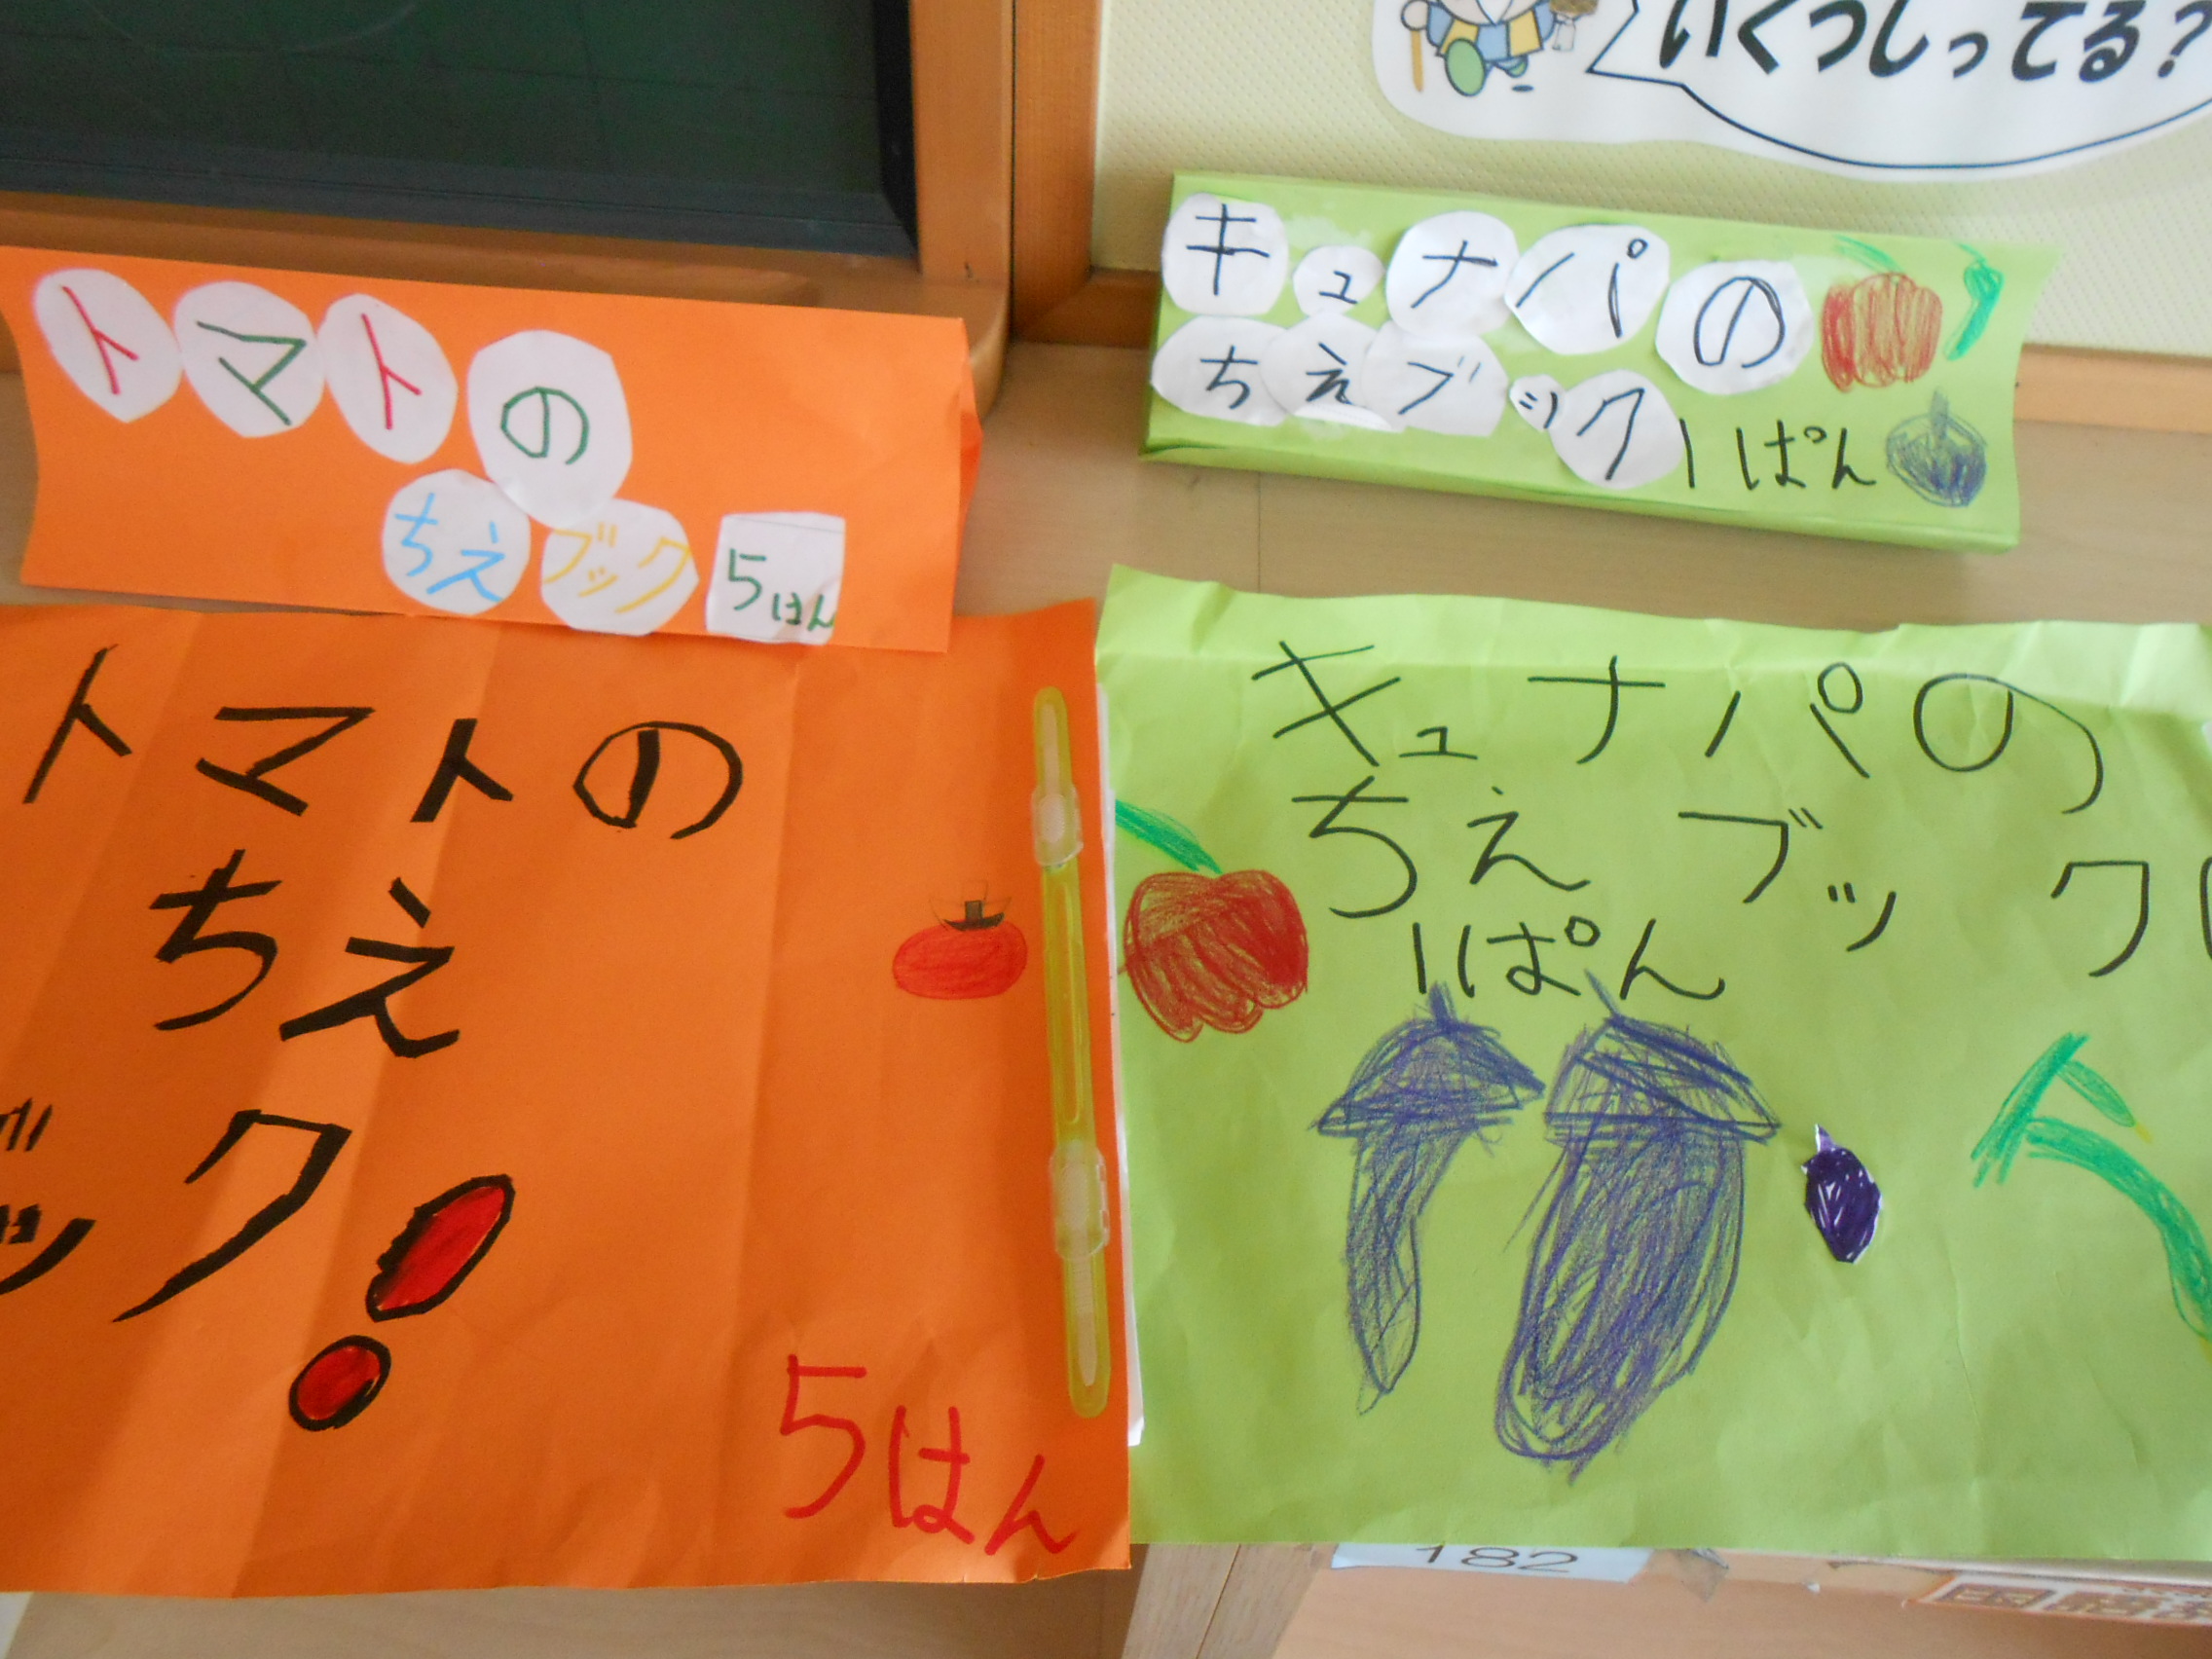 いくつしってる?
トマトの
ちえブック5はん
キュナパの
ちえブック1ぱん
トマトの
ちえ
ブック!
5はん
キュナパの
ちえブック
1ぱん
182